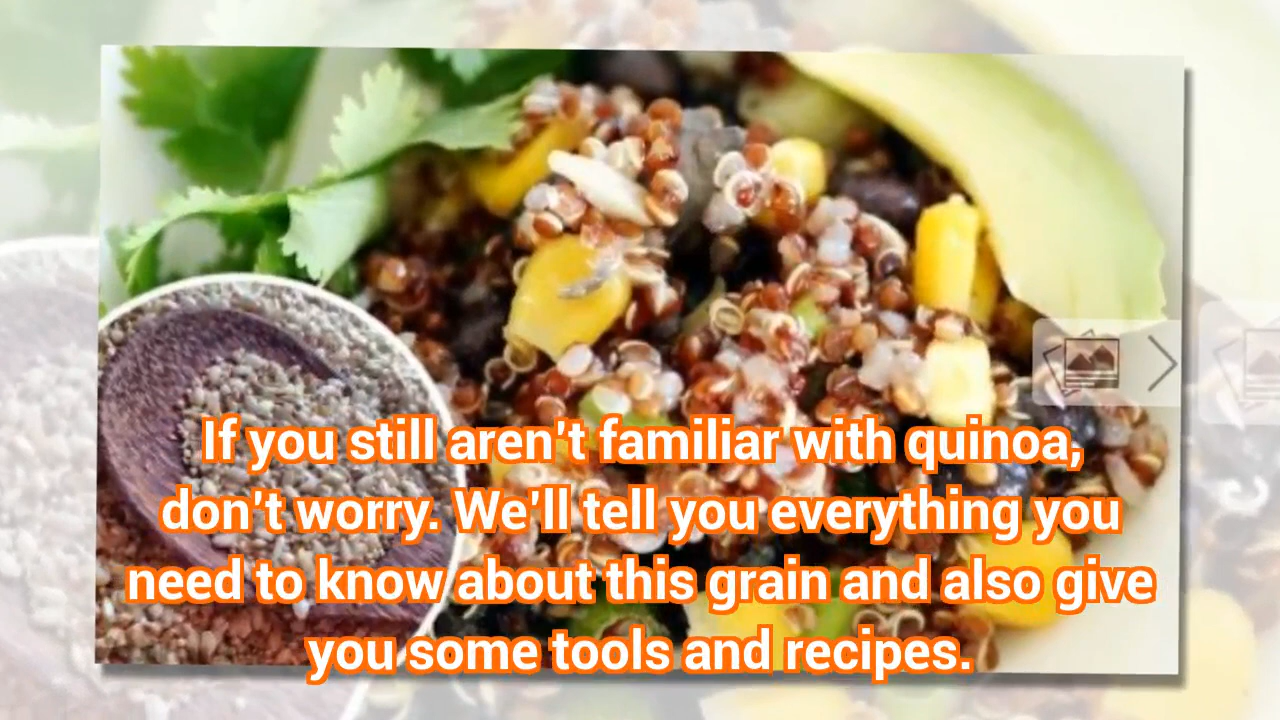 If you still aren't familiar with quinoa,
don't worry. We'll tell you everything you
need to know about this grain and also give
you some tools and recipes.